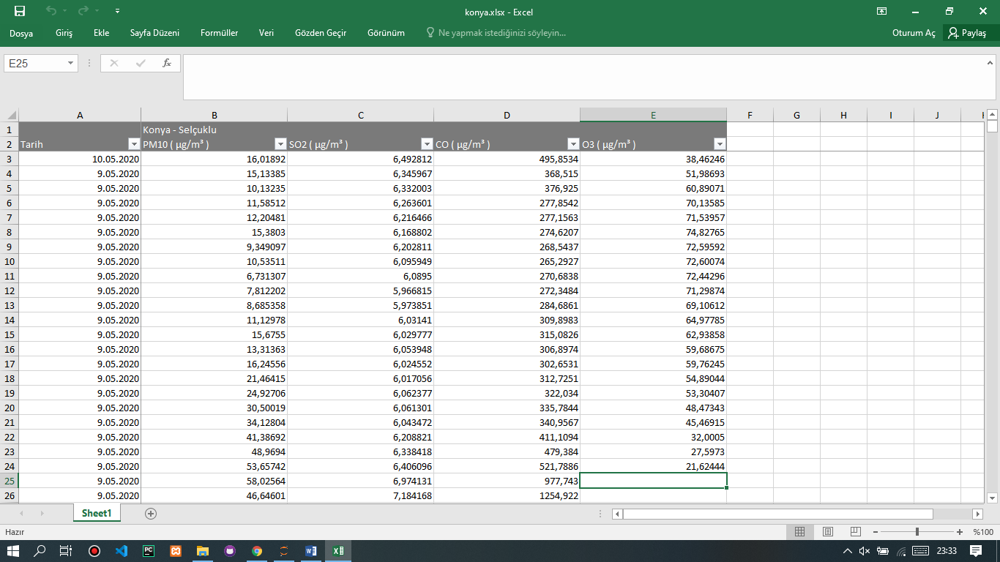 konya.xlsx - Excel
Dosya Giriş Ekle Sayfa Düzeni Formüller Veri Gözden Geçir Görünüm Ne yapmak istediğinizi söyleyin... Oturum Aç Paylaş
E25 fx
A B C D E F G H I J
1 Konya - Selçuklu
2 Tarih PM10 ( µg/m³ ) SO2 ( µg/m³ ) CO ( µg/m³ ) O3 ( µg/m³ )
3 10.05.2020 16,01892 6,492812 495,8534 38,46246
4 9.05.2020 15,13385 6,345967 368,515 51,98693
5 9.05.2020 10,13235 6,332003 376,925 60,89071
6 9.05.2020 11,58512 6,263601 277,8542 70,13585
7 9.05.2020 12,20481 6,216466 277,1563 71,53957
8 9.05.2020 15,3803 6,168802 274,6207 74,82765
9 9.05.2020 9,349097 6,202811 268,5437 72,59592
10 9.05.2020 10,53511 6,095949 265,2927 72,60074
11 9.05.2020 6,731307 6,0895 270,6838 72,44296
12 9.05.2020 7,812202 5,966815 272,3484 71,29874
13 9.05.2020 8,685358 5,973851 284,6861 69,10612
14 9.05.2020 11,12978 6,03141 309,8983 64,97785
15 9.05.2020 15,6755 6,029777 315,0826 62,93858
16 9.05.2020 13,31363 6,053948 306,8974 59,68675
17 9.05.2020 16,24556 6,024552 302,6531 59,76245
18 9.05.2020 21,46415 6,017056 312,7251 54,89044
19 9.05.2020 24,92706 6,062377 322,034 53,30407
20 9.05.2020 30,50019 6,061301 335,7844 48,47343
21 9.05.2020 34,12804 6,043472 340,9567 45,46915
22 9.05.2020 41,38692 6,208821 411,1094 32,0005
23 9.05.2020 48,9694 6,338418 479,384 27,5973
24 9.05.2020 53,65742 6,406096 521,7886 21,62444
25 9.05.2020 58,02564 6,974131 977,743
26 9.05.2020 46,64601 7,184168 1254,922
Sheet1
Hazır %100
PC 23:33